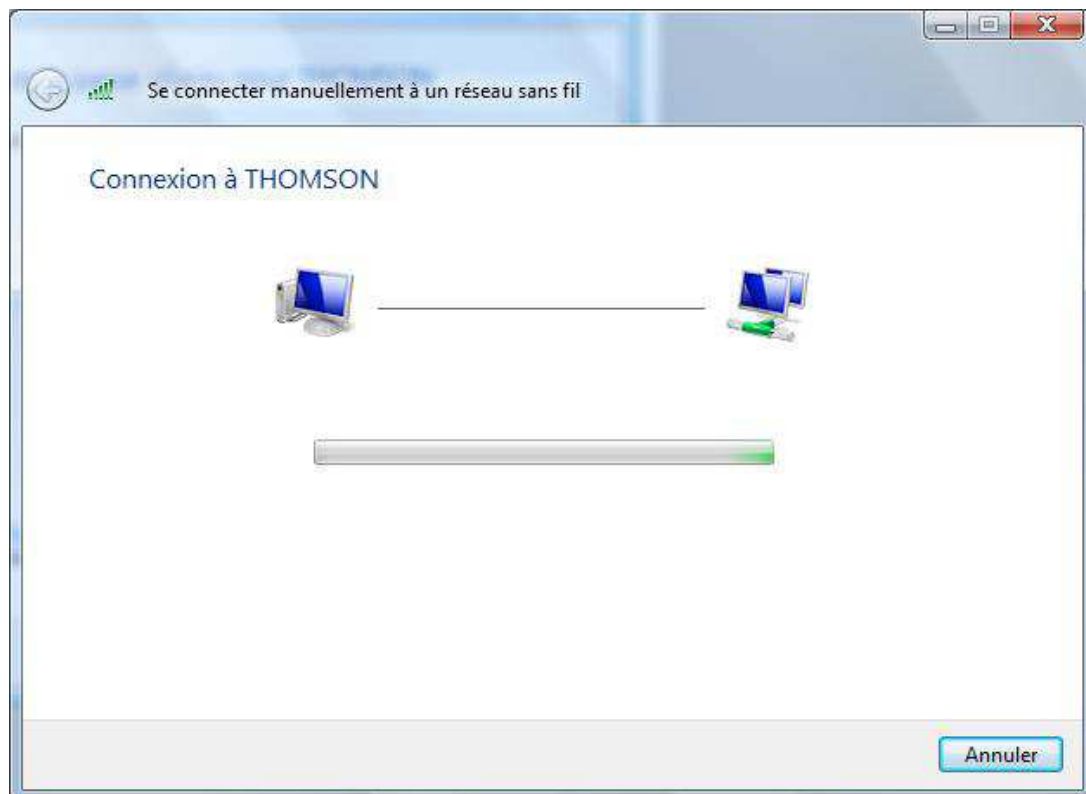 Se connecter manuellement à un réseau sans fil
Connexion à THOMSON
Annuler